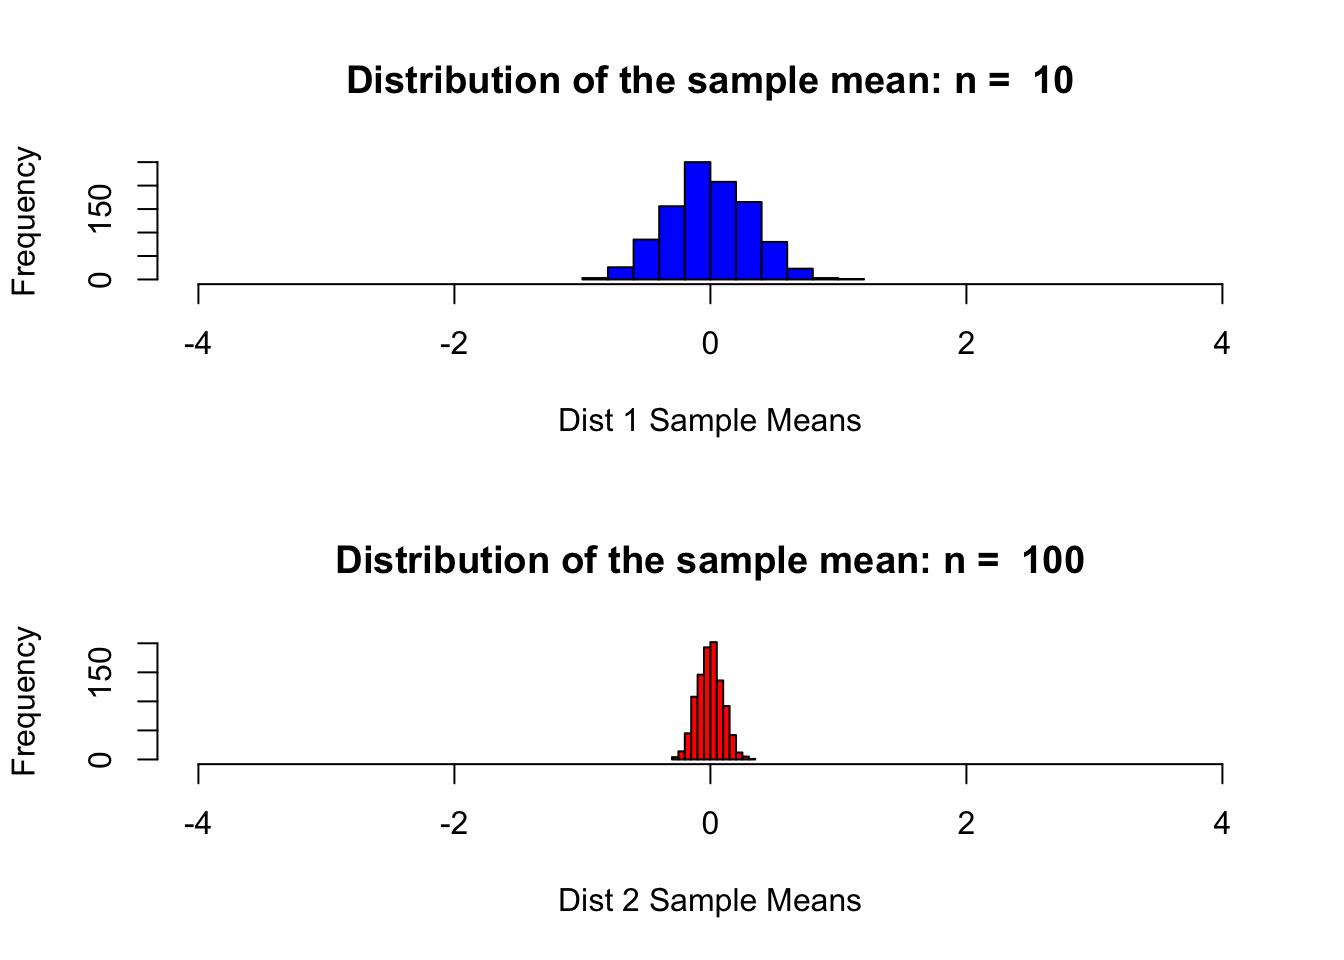 Distribution of the sample mean: n =  10
Frequency
150
0
-4 -2 0 2 4
Dist 1 Sample Means
Distribution of the sample mean: n =  100
Frequency
150
0
-4 -2 0 2 4
Dist 2 Sample Means